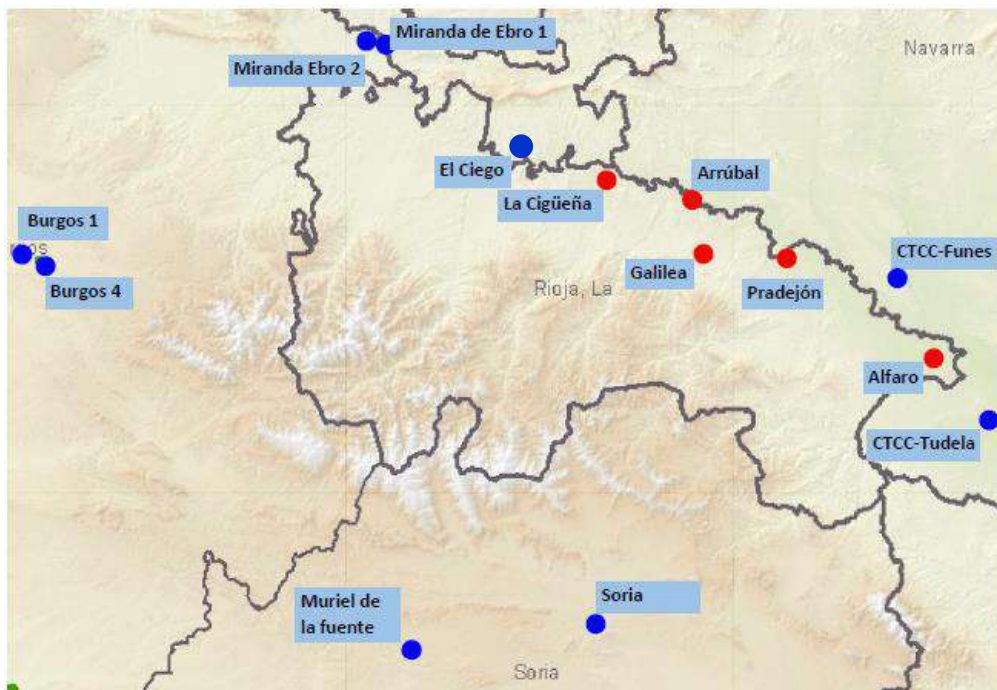 Miranda de Ebro 1
Navarra
Miranda Ebro 2
El Ciego
Arrúbal
La Cigüeña
Burgos 1
CTCC-Funes
Burgos 4
Galilea
Rioja, La
Pradejón
Alfaro
CTCC-Tudela
Muriel de
la fuente
Soria
Soria